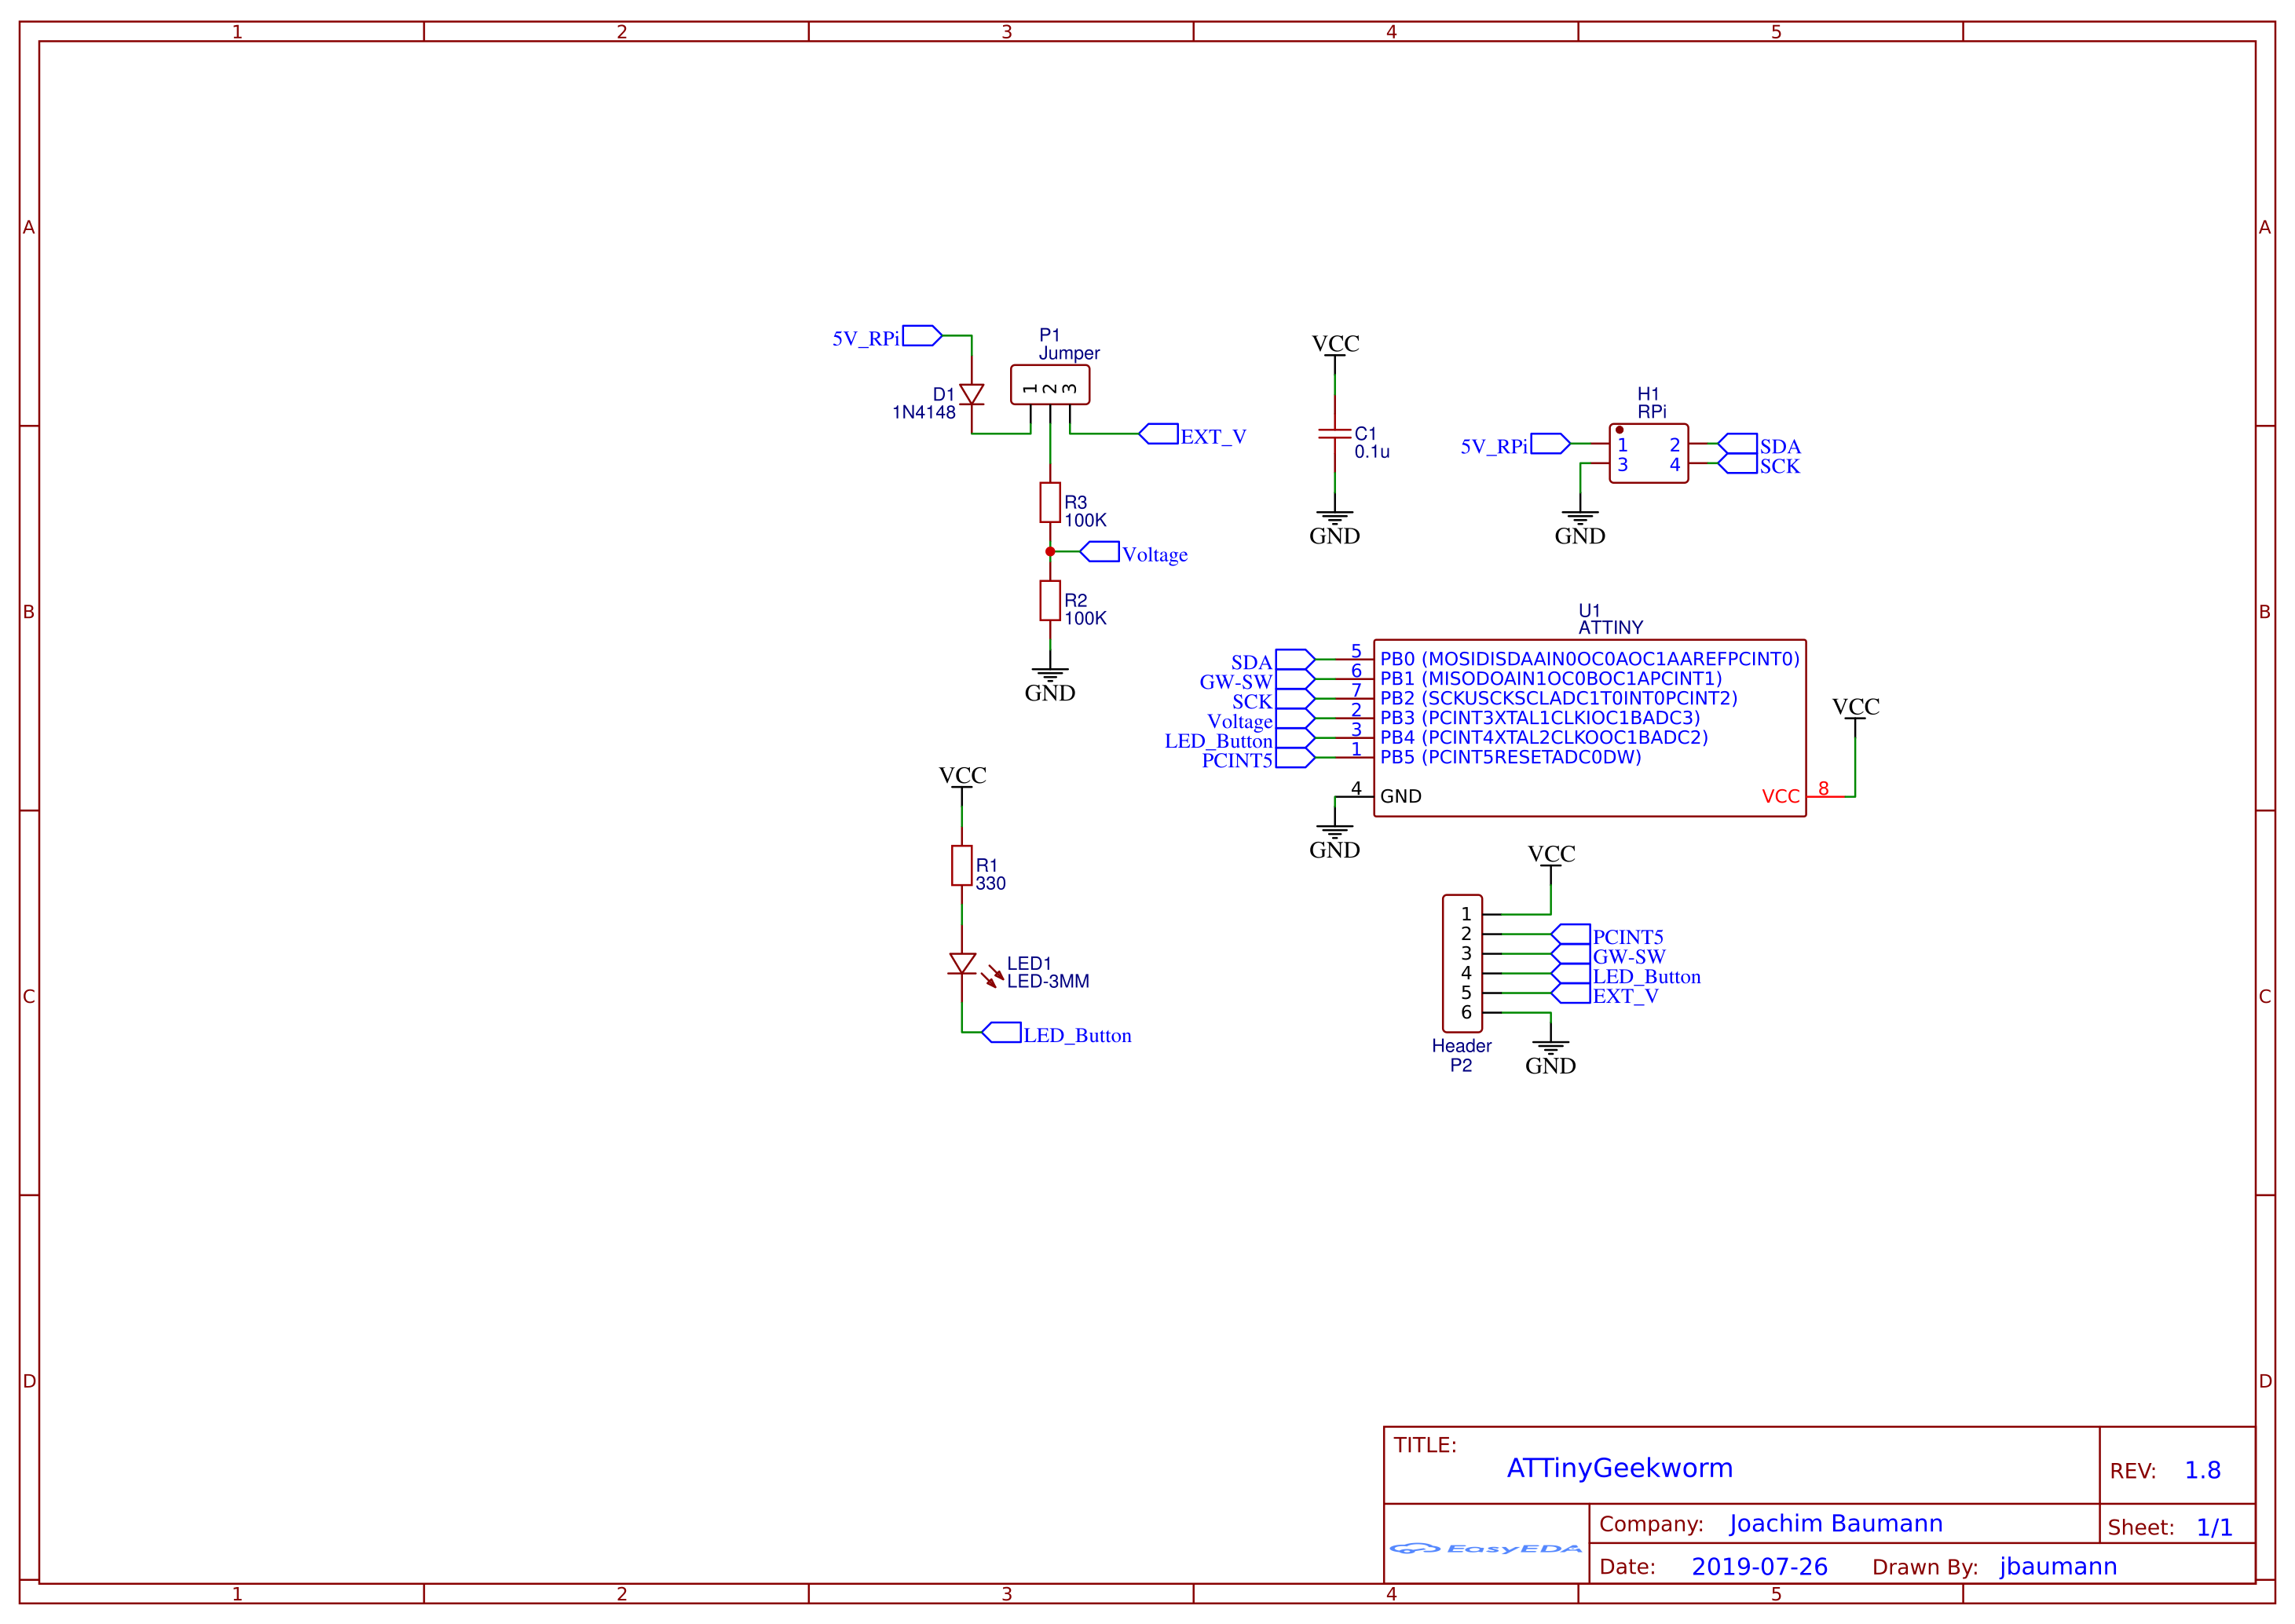 1 2 3 4 5
A A
5V_RPi
P1
Jumper
1 2 3
D1
1N4148
EXT_V
R3
100K
Voltage
R2
100K
GND
VCC
C1
0.1u
GND
H1
RPi
5V_RPi
1 2
3 4
SDA
SCK
GND
B B
U1
ATTINY
SDA 5 PB0 (MOSIDISDAAIN0OC0AOC1AAREFPCINT0)
GW-SW 6 PB1 (MISODOAIN1OC0BOC1APCINT1)
SCK 7 PB2 (SCKUSCKSCLADC1T0INT0PCINT2)
Voltage 2 PB3 (PCINT3XTAL1CLKIOC1BADC3)
LED_Button 3 PB4 (PCINT4XTAL2CLKOOC1BADC2)
PCINT5 1 PB5 (PCINT5RESETADC0DW)
4 GND
VCC 8
VCC
GND
VCC
R1
330
LED1
LED-3MM
LED_Button
C C
VCC
1
2 PCINT5
3 GW-SW
4 LED_Button
5 EXT_V
6
Header
P2
GND
D D
TITLE:
ATTinyGeekworm
REV: 1.8
EasyEDA
Company: Joachim Baumann
Sheet: 1/1
Date: 2019-07-26 Drawn By: jbaumann
1 2 3 4 5